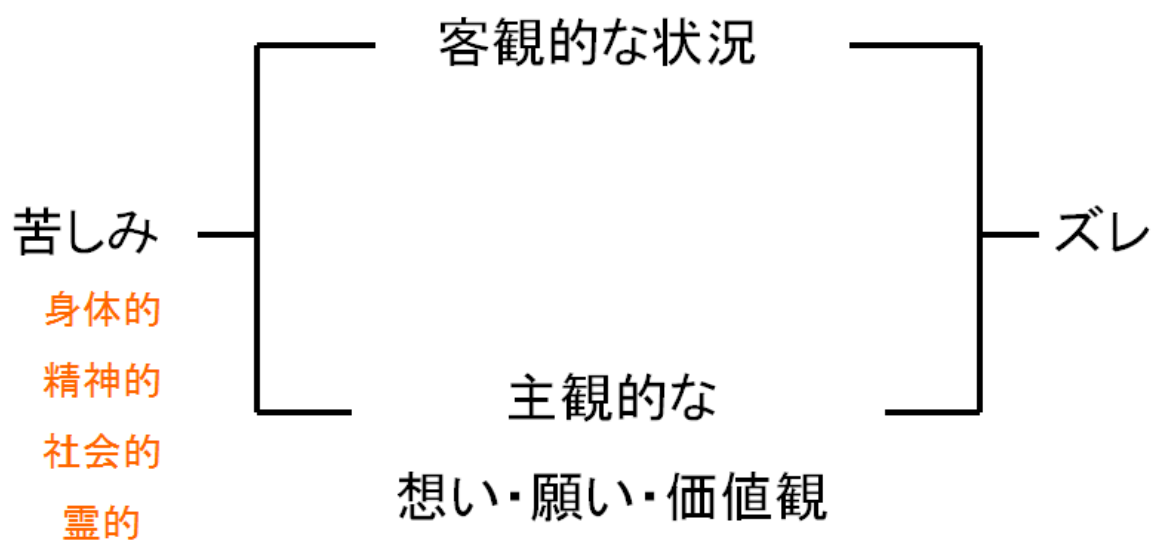 客観的な状況
苦しみ
ズレ
身体的
精神的
社会的
霊的
主観的な
想い・願い・価値観